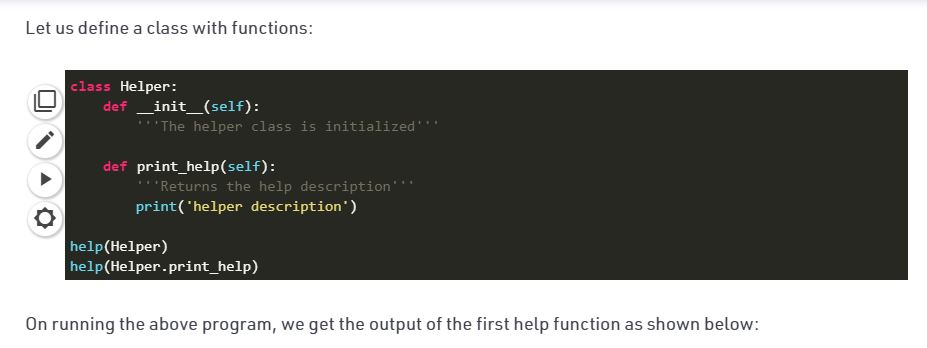 Let us define a class with functions:
class Helper:
    def __init__(self):
        '''The helper class is initialized'''
    def print_help(self):
        '''Returns the help description'''
        print('helper description')
help(Helper)
help(Helper.print_help)
On running the above program, we get the output of the first help function as shown below: